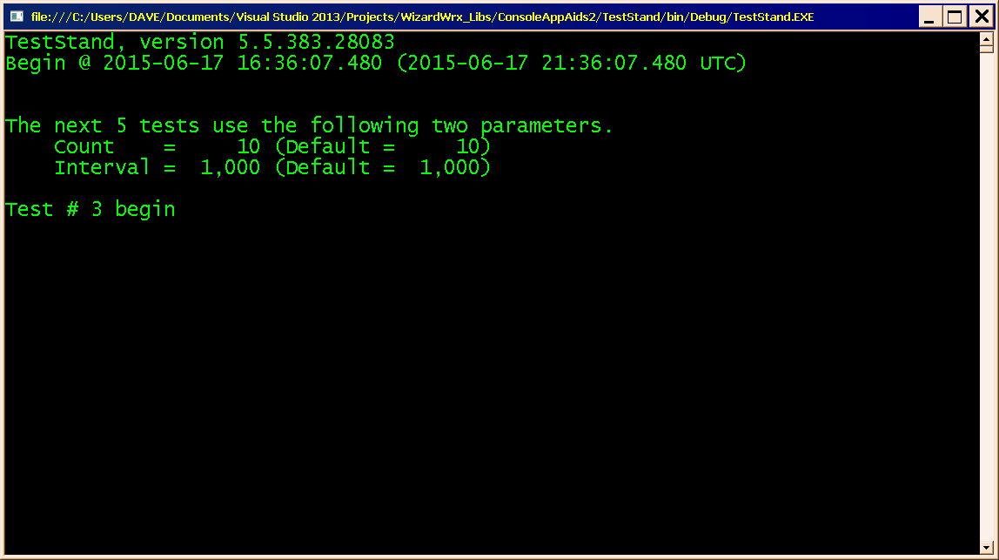 file:///C:/Users/DAVE/Documents/Visual Studio 2013/Projects/WizardWrx_Libs/ConsoleAppAids2/TestStand/bin/Debug/TestStand.EXE
TestStand, version 5.5.383.28083
Begin @ 2015-06-17 16:36:07.480 (2015-06-17 21:36:07.480 UTC)
The next 5 tests use the following two parameters.
    Count    =     10 (Default =     10)
    Interval =  1,000 (Default =  1,000)
Test # 3 begin